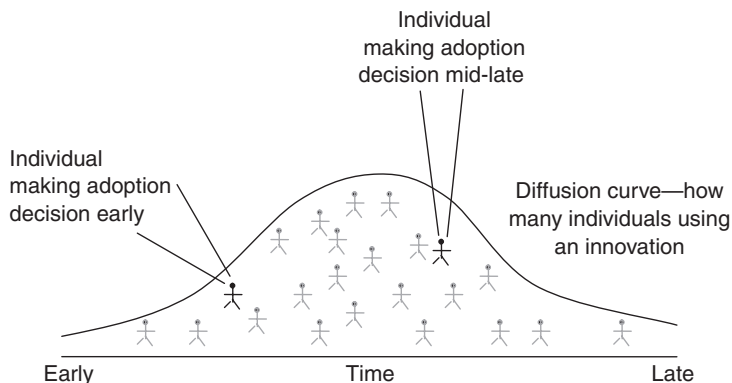 Individual
making adoption
decision mid-late
Individual
making adoption
decision early
Diffusion curve—how
many individuals using
an innovation
Early
Time
Late